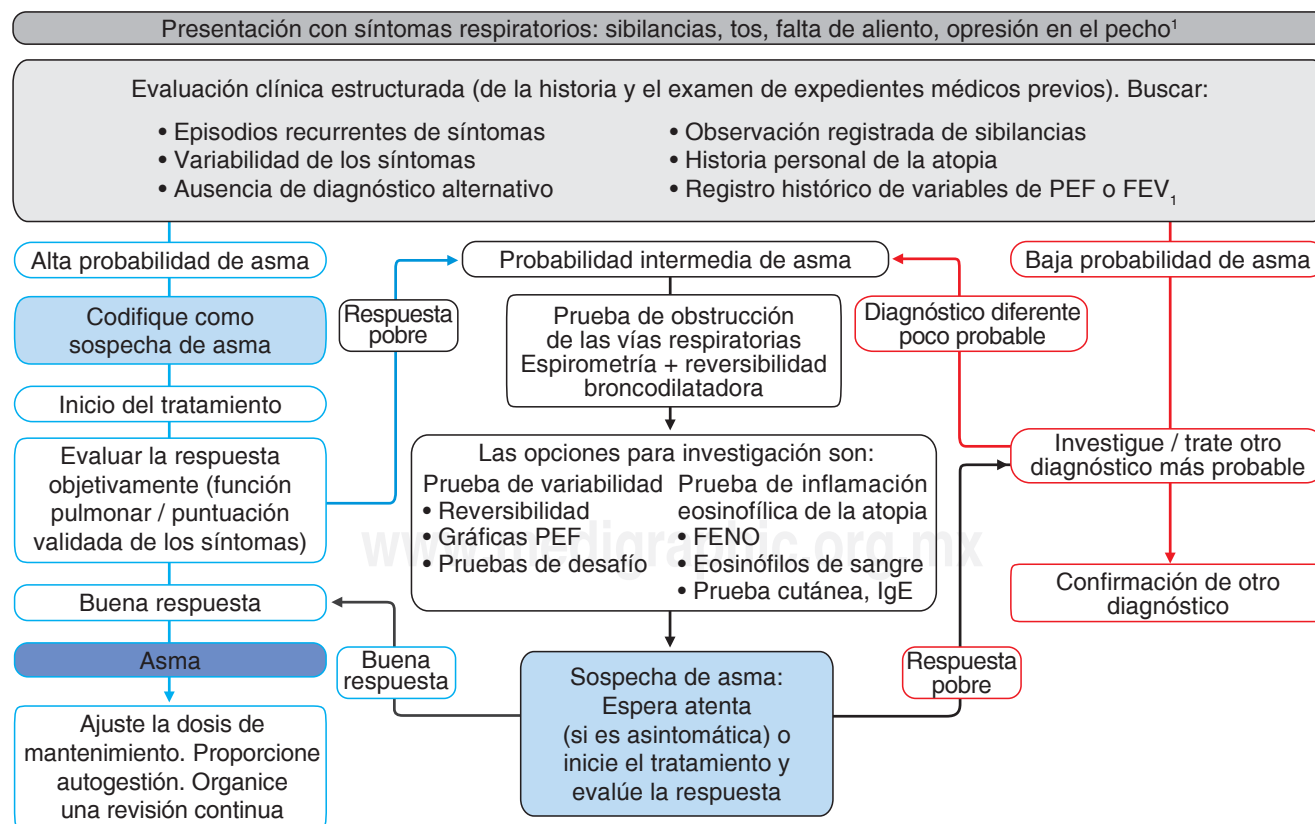 Presentación con síntomas respiratorios: sibilancias, tos, falta de aliento, opresión en el pecho¹
Evaluación clínica estructurada (de la historia y el examen de expedientes médicos previos). Buscar:
• Episodios recurrentes de síntomas
• Variabilidad de los síntomas
• Ausencia de diagnóstico alternativo
• Observación registrada de sibilancias
• Historia personal de la atopia
• Registro histórico de variables de PEF o FEV₁
Alta probabilidad de asma
Codifique como
sospecha de asma
Inicio del tratamiento
Evaluar la respuesta
objetivamente (función
pulmonar / puntuación
validada de los síntomas)
Buena respuesta
Asma
Ajuste la dosis de
mantenimiento. Proporcione
autogestión. Organice
una revisión continua
Respuesta
pobre
Buena
respuesta
Probabilidad intermedia de asma
Prueba de obstrucción
de las vías respiratorias
Espirometría + reversibilidad
broncodilatadora
Las opciones para investigación son:
Prueba de variabilidad
• Reversibilidad
• Gráficas PEF
• Pruebas de desafío
Prueba de inflamación
eosinofílica de la atopia
• FENO
• Eosinófilos de sangre
• Prueba cutánea, IgE
www.medigraphic.org.mx
Sospecha de asma:
Espera atenta
(si es asintomática) o
inicie el tratamiento y
evalúe la respuesta
Diagnóstico diferente
poco probable
Respuesta
pobre
Baja probabilidad de asma
Investigue / trate otro
diagnóstico más probable
Confirmación de otro
diagnóstico